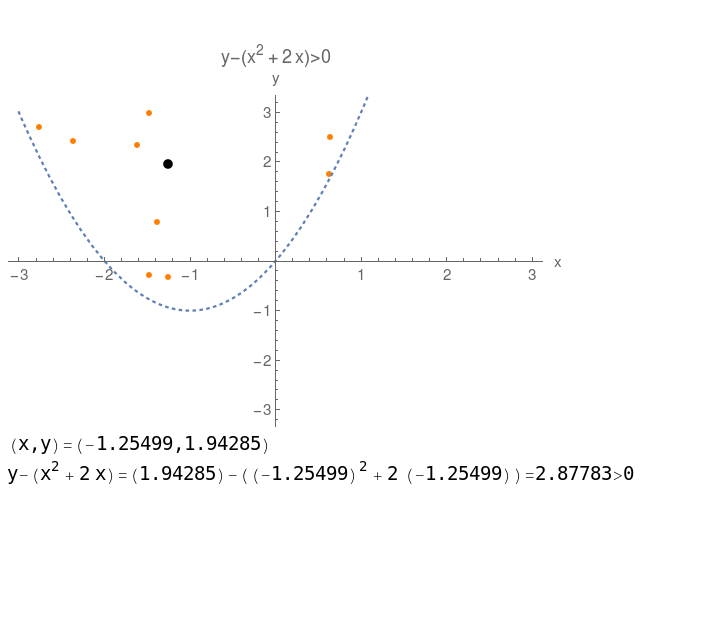 y−(x² + 2 x)>0
y
3
2
1
−3 −2 −1 1 2 3 x
−1
−2
−3
(x,y) = (−1.25499,1.94285)
y− (x² + 2 x) = (1.94285) − ( (−1.25499)² + 2 (−1.25499) ) =2.87783>0